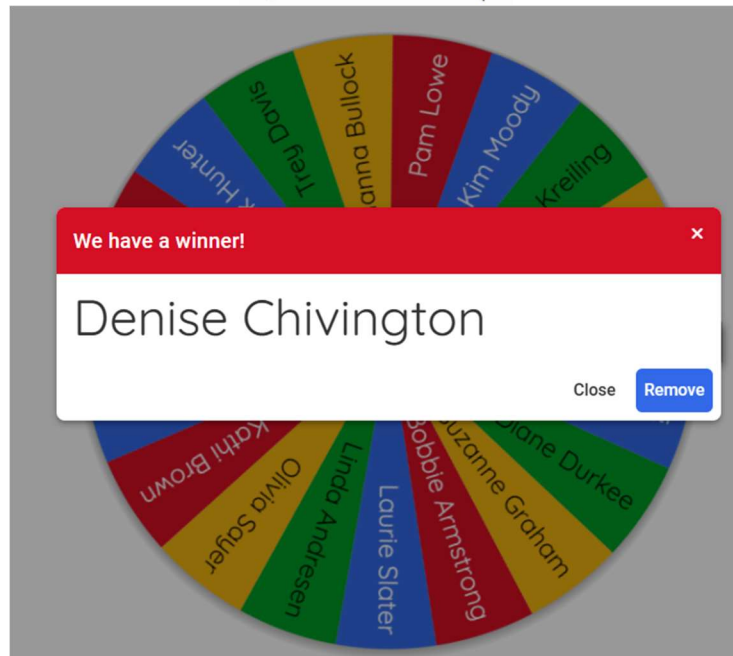 We have a winner!
×
Denise Chivington
Close
Remove
Pam Lowe
Kim Moody
Kreiling
Diane Durkee
Suzanne Graham
Bobbie Armstrong
Laurie Slater
Linda Andresen
Olivia Sayer
Kathi Brown
Hunter
Trey Davis
Bullock